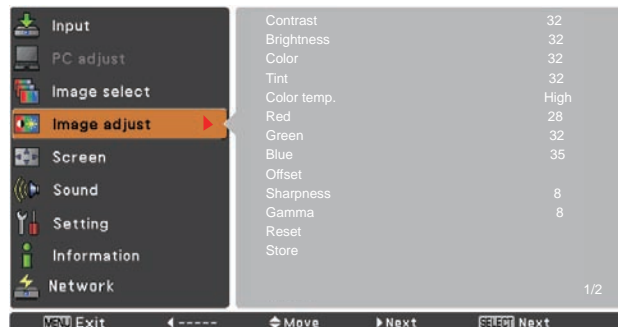 Input
PC adjust
Image select
Image adjust
Screen
Sound
Setting
Information
Network
Contrast 32
Brightness 32
Color 32
Tint 32
Color temp. High
Red 28
Green 32
Blue 35
Offset
Sharpness 8
Gamma 8
Reset
Store
1/2
MENU Exit ----- Move Next SELECT Next